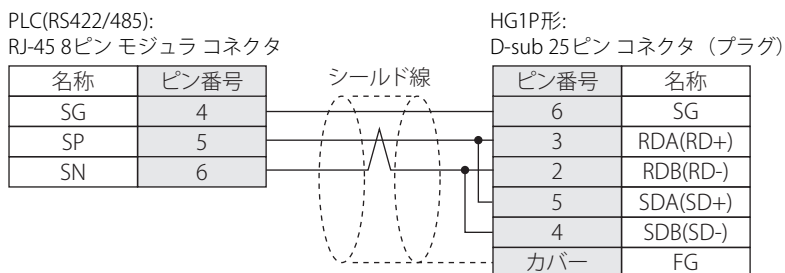 PLC(RS422/485):
RJ-45 8ピン モジュラ コネクタ
HG1P形:
D-sub 25ピン コネクタ（プラグ）
名称 ピン番号 シールド線 ピン番号 名称
SG 4 6 SG
SP 5 3 RDA(RD+)
SN 6 2 RDB(RD-)
5 SDA(SD+)
4 SDB(SD-)
カバー FG